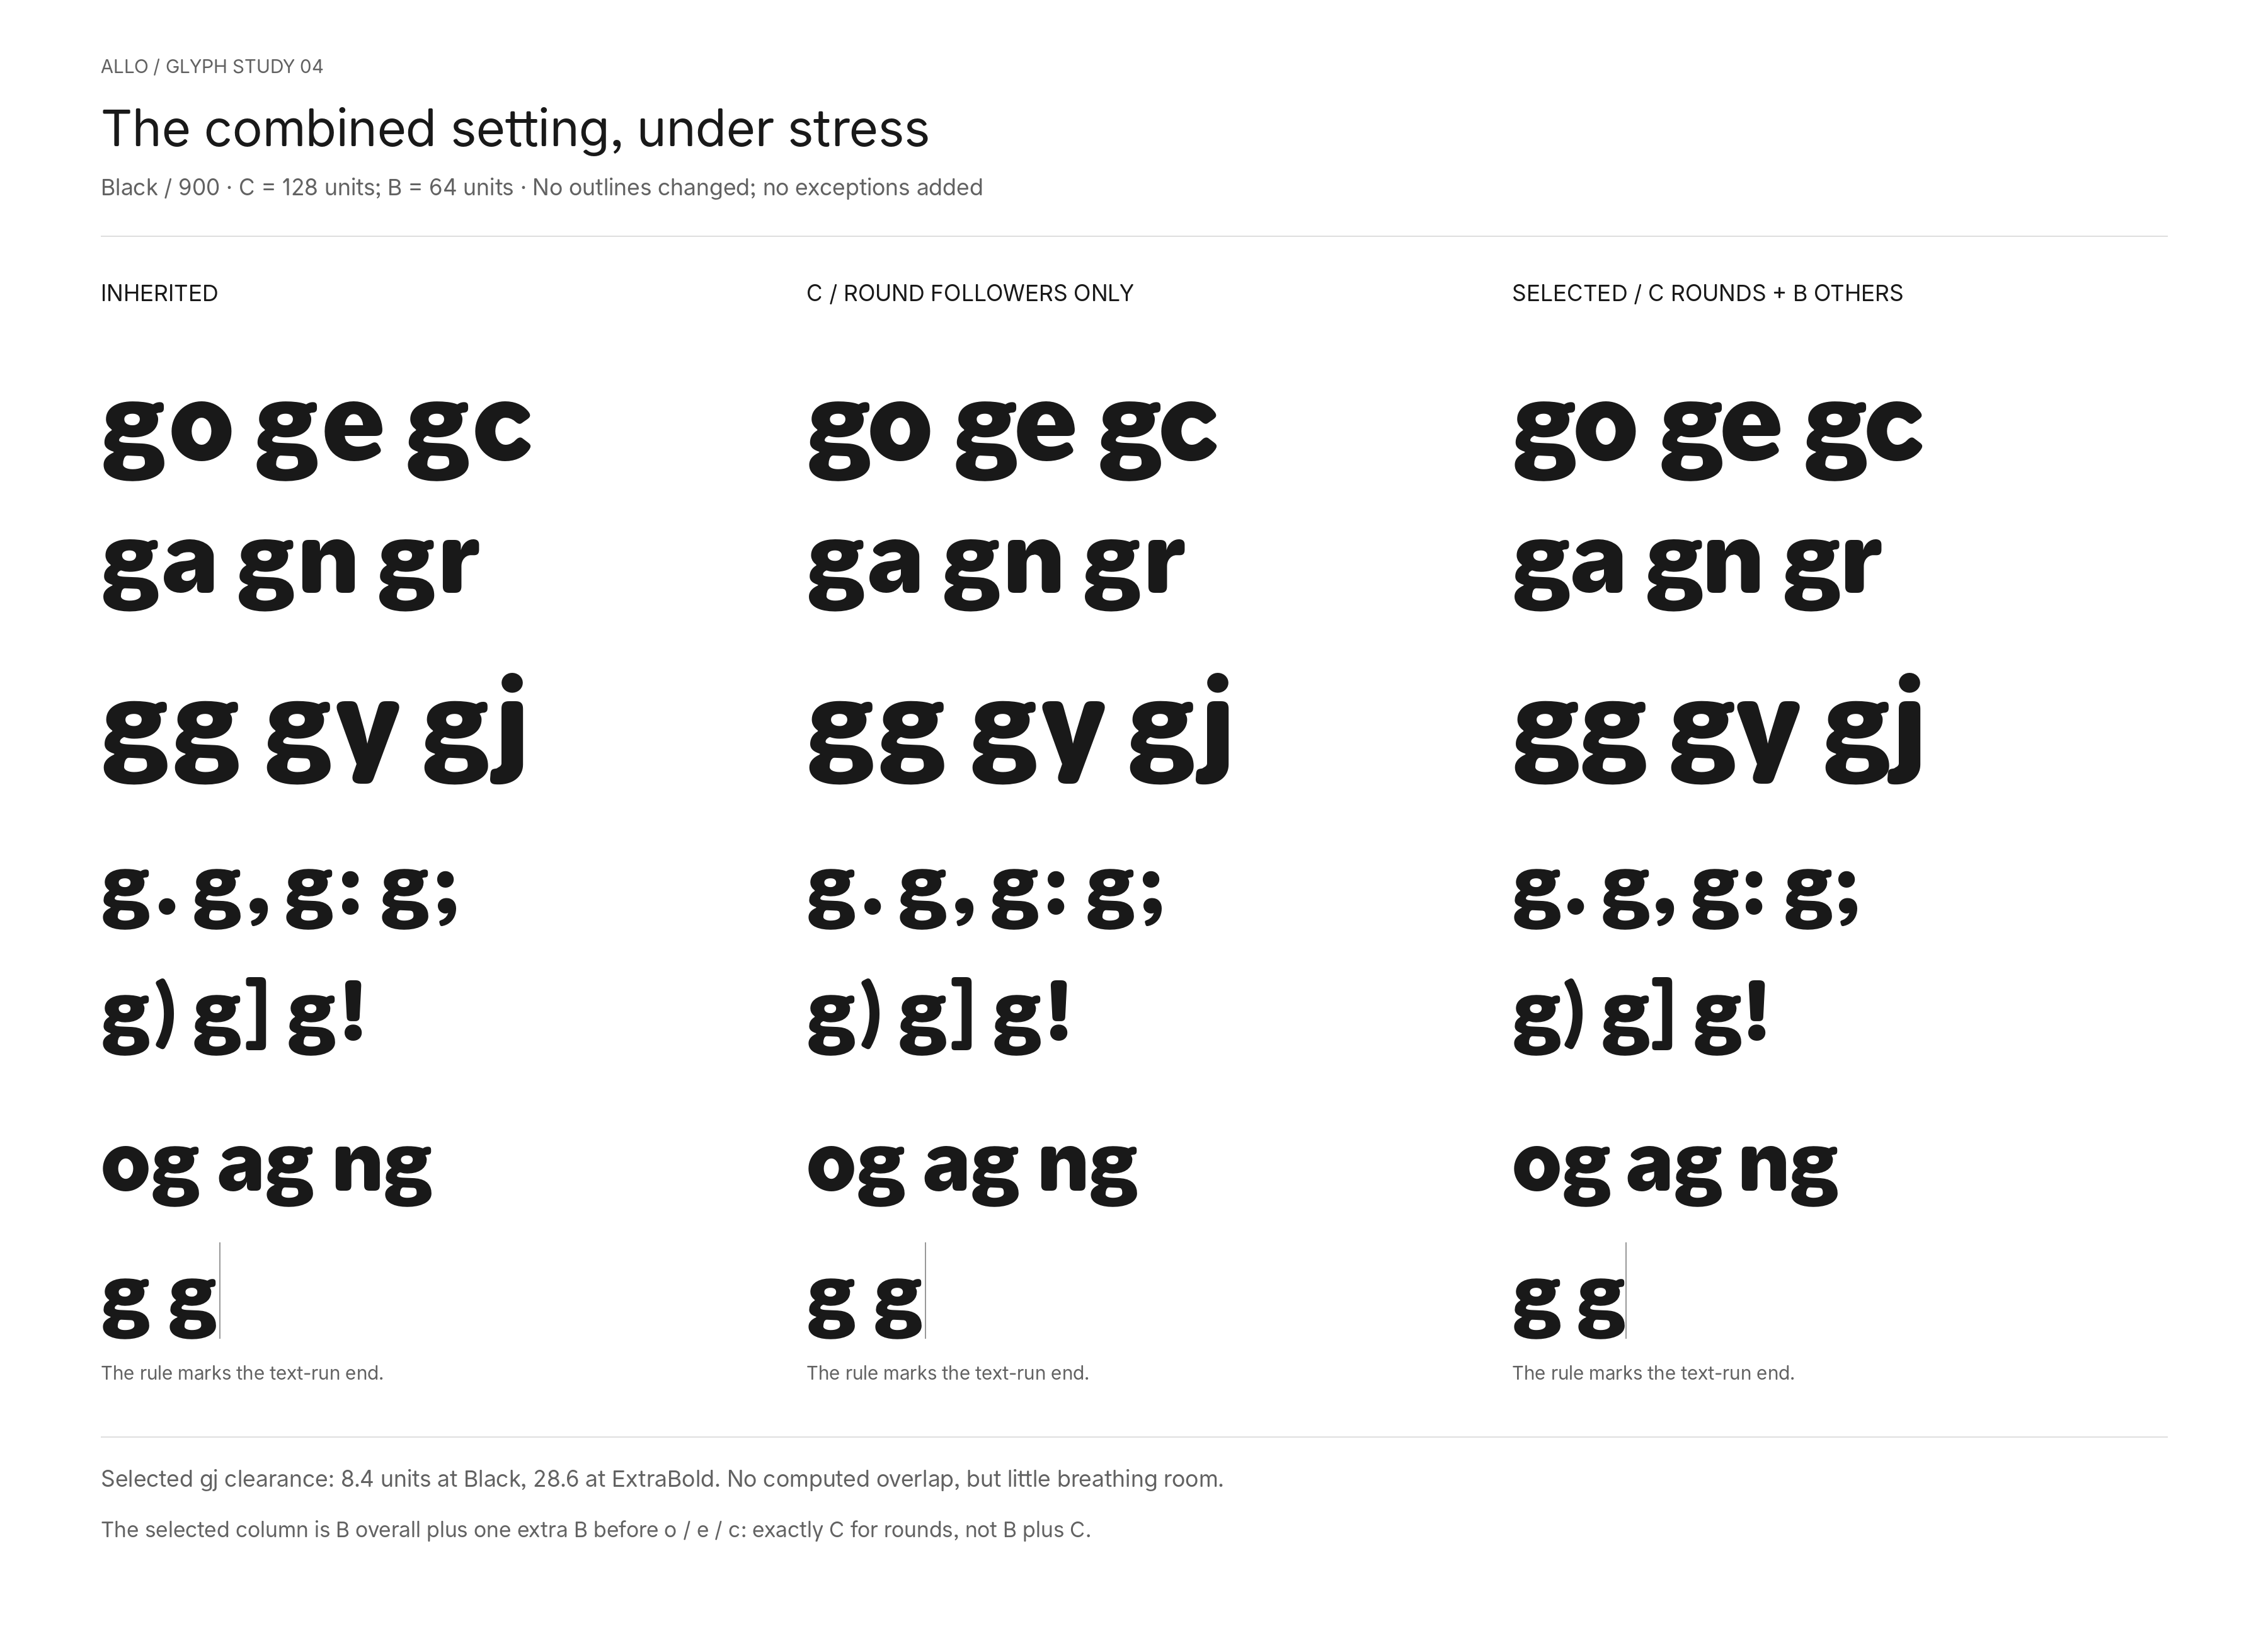 ALLO / GLYPH STUDY 04
The combined setting, under stress
Black / 900 · C = 128 units; B = 64 units · No outlines changed; no exceptions added
INHERITED
go ge gc
ga gn gr
gg gy gj
g. g, g: g;
g) g] g!
og ag ng
g g
The rule marks the text-run end.
C / ROUND FOLLOWERS ONLY
go ge gc
ga gn gr
gg gy gj
g. g, g: g;
g) g] g!
og ag ng
g g
The rule marks the text-run end.
SELECTED / C ROUNDS + B OTHERS
go ge gc
ga gn gr
gg gy gj
g. g, g: g;
g) g] g!
og ag ng
g g
The rule marks the text-run end.
Selected gj clearance: 8.4 units at Black, 28.6 at ExtraBold. No computed overlap, but little breathing room.
The selected column is B overall plus one extra B before o / e / c: exactly C for rounds, not B plus C.